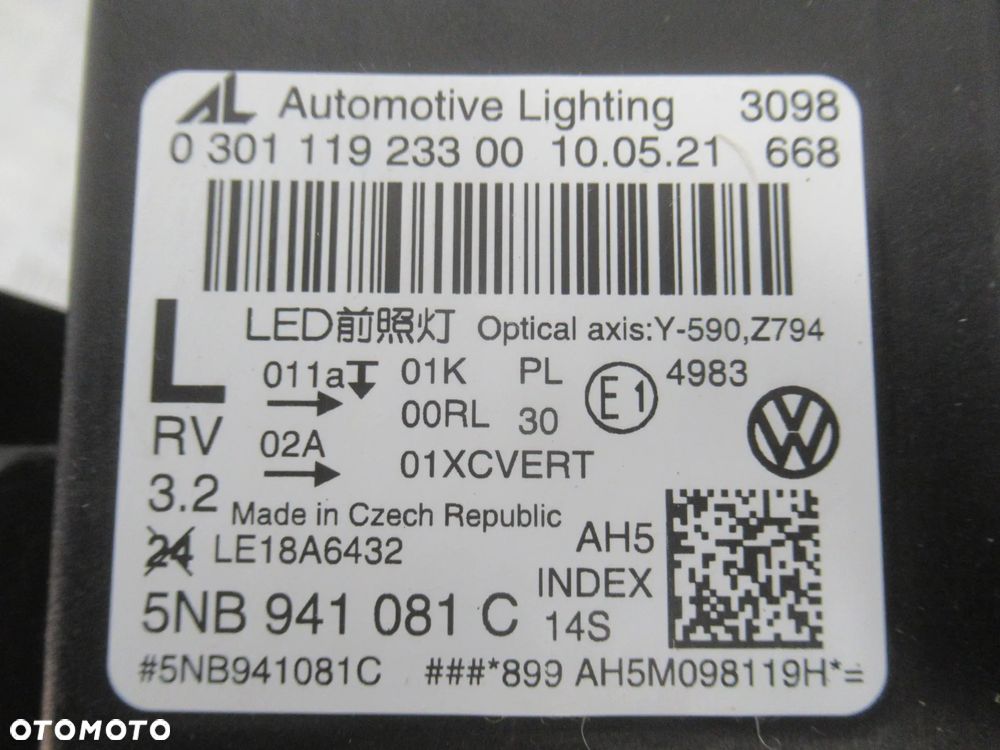 AL Automotive Lighting 3098
0 301 119 233 00 10.05.21 668
L LED前照灯 Optical axis:Y-590,Z794
011a 01K PL E1 4983
00RL 30
RV 02A 01XCVERT
3.2 Made in Czech Republic
24 LE18A6432 AH5
INDEX
5NB 941 081 C 14S
#5NB941081C ###*899 AH5M098119H*=
OTOMOTO